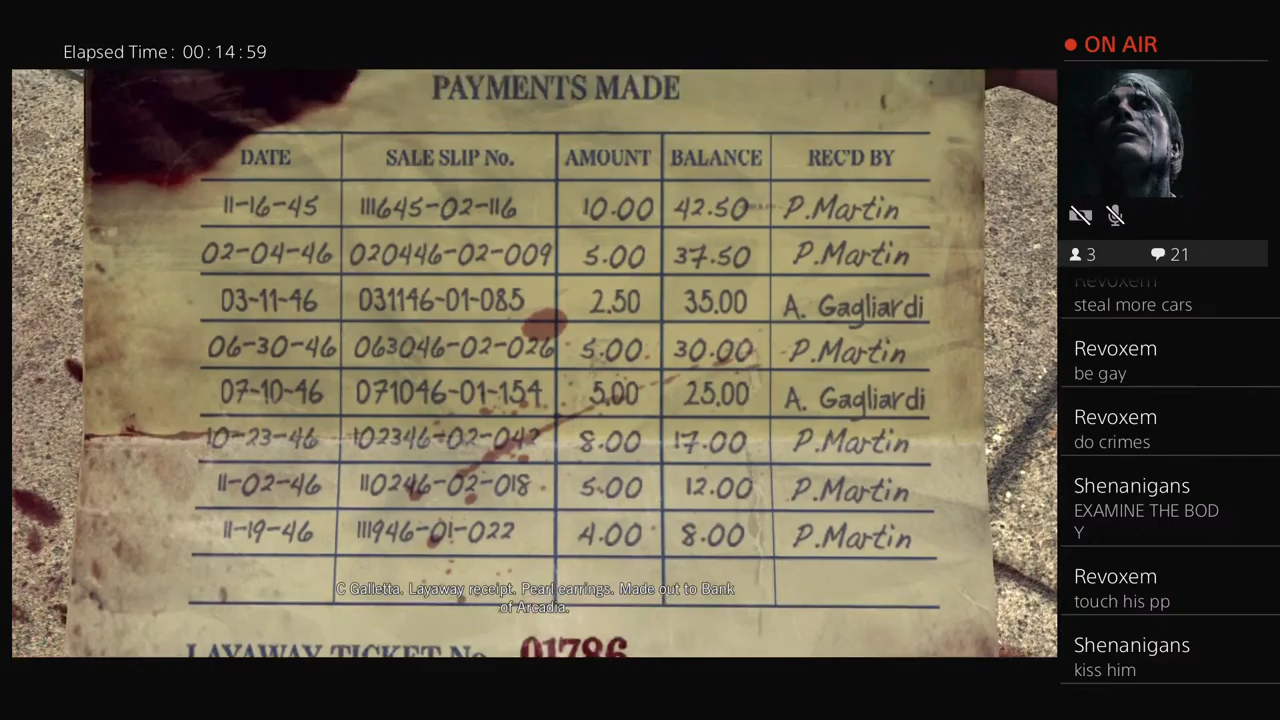 Elapsed Time: 00:14:59
ON AIR
PAYMENTS MADE
DATE SALE SLIP No. AMOUNT BALANCE REC'D BY
11-16-45 111645-02-116 10.00 42.50 P.Martin
02-04-46 020446-02-009 5.00 37.50 P.Martin
03-11-46 031146-01-085 2.50 35.00 A. Gagliardi
06-30-46 063046-02-026 5.00 30.00 P.Martin
07-10-46 071046-01-154 5.00 25.00 A. Gagliardi
10-23-46 102346-02-042 8.00 17.00 P.Martin
11-02-46 110246-02-018 5.00 12.00 P.Martin
11-19-46 111946-01-022 4.00 8.00 P.Martin
C Galletta. Layaway receipt. Pearl earrings. Made out to Bank
of Arcadia.
LAYAWAY TICKET No. 01786
3 21
Revoxem
steal more cars
Revoxem
be gay
Revoxem
do crimes
Shenanigans
EXAMINE THE BOD
Y
Revoxem
touch his pp
Shenanigans
kiss him